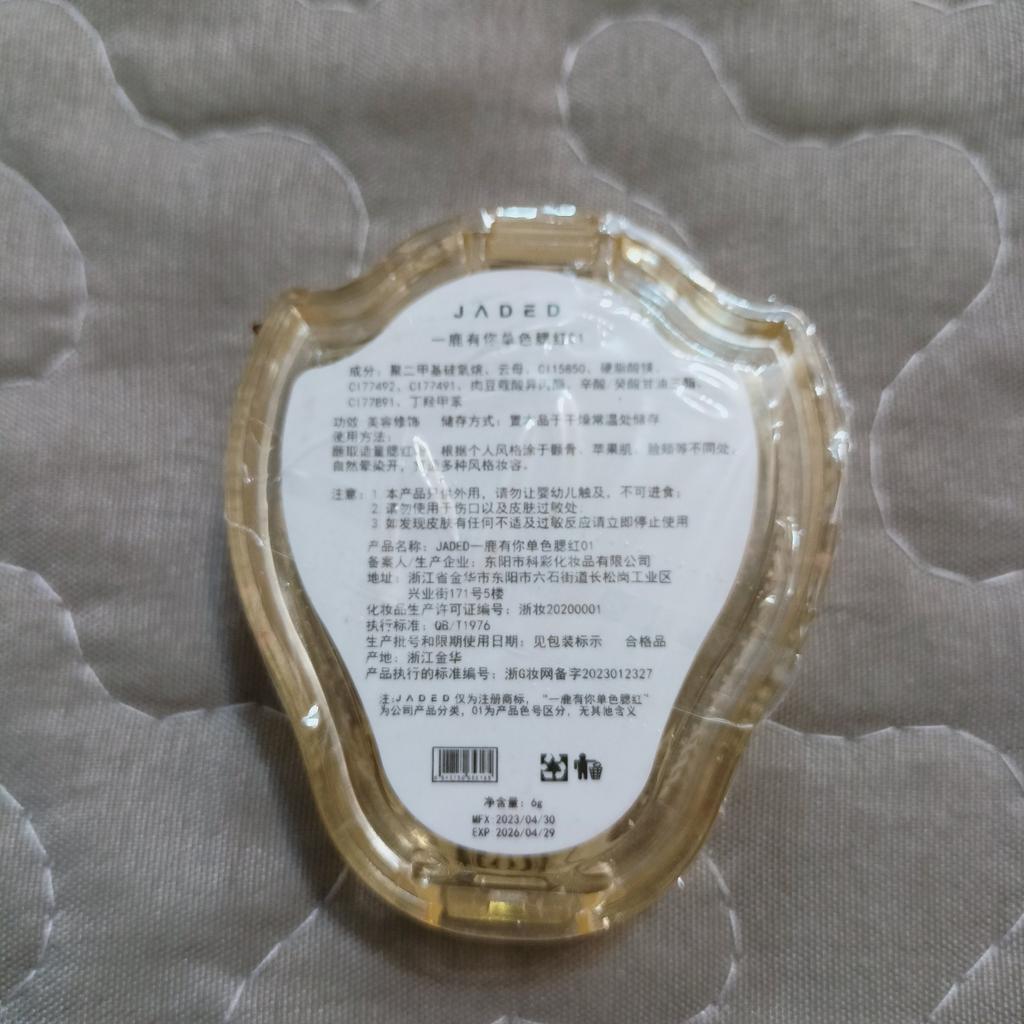 JADED
一鹿有你单色腮红01
成分：聚二甲基硅氧烷、云母、CI15850、硬脂酸镁、
CI77492、CI77491、肉豆蔻酸异丙酯、辛酸/癸酸甘油三酯、
CI77891、丁羟甲苯
功效 美容修饰 储存方式：置本品于干燥常温处储存
使用方法：
蘸取适量腮红 根据个人风格涂于颧骨、苹果肌、脸颊等不同处，
自然晕染开， 多种风格妆容。
注意：1 本产品只供外用，请勿让婴幼儿触及，不可进食；
2 请勿使用于伤口以及皮肤过敏处
3 如发现皮肤有任何不适及过敏反应请立即停止使用
产品名称：JADED一鹿有你单色腮红01
备案人/生产企业：东阳市科彩化妆品有限公司
地址：浙江省金华市东阳市六石街道长松岗工业区
兴业街171号5楼
化妆品生产许可证编号：浙妆20200001
执行标准：QB/T1976
生产批号和限期使用日期：见包装标示 合格品
产地：浙江金华
产品执行的标准编号：浙G妆网备字2023012327
注:JADED仅为注册商标，“一鹿有你单色腮红”
为公司产品分类，01为产品色号区分，无其他含义
净含量：6g
MFX 2023/04/30
EXP 2026/04/29